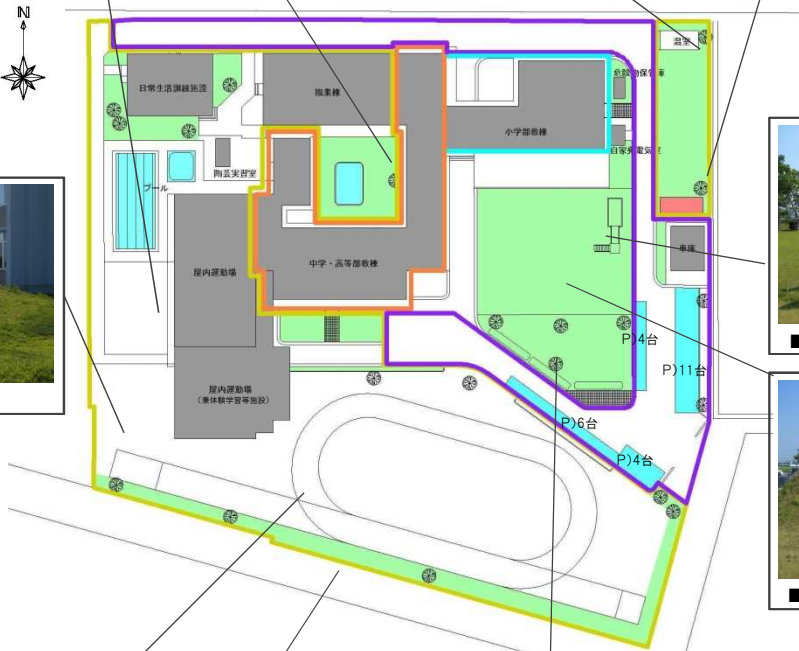 N
温室
日常生活訓練施設
職業棟
危険物保管庫
小学部教棟
自家発電気室
陶芸実習室
プール
車庫
屋内運動場
中学・高等部教棟
P)4台
P)11台
屋内運動場
(兼体験学習等施設)
P)6台
P)4台